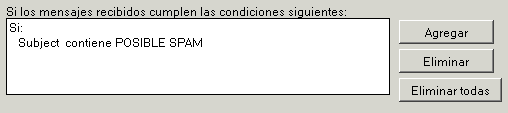 Si los mensajes recibidos cumplen las condiciones siguientes:
Si:
Subject contiene POSIBLE SPAM
Agregar
Eliminar
Eliminar todas